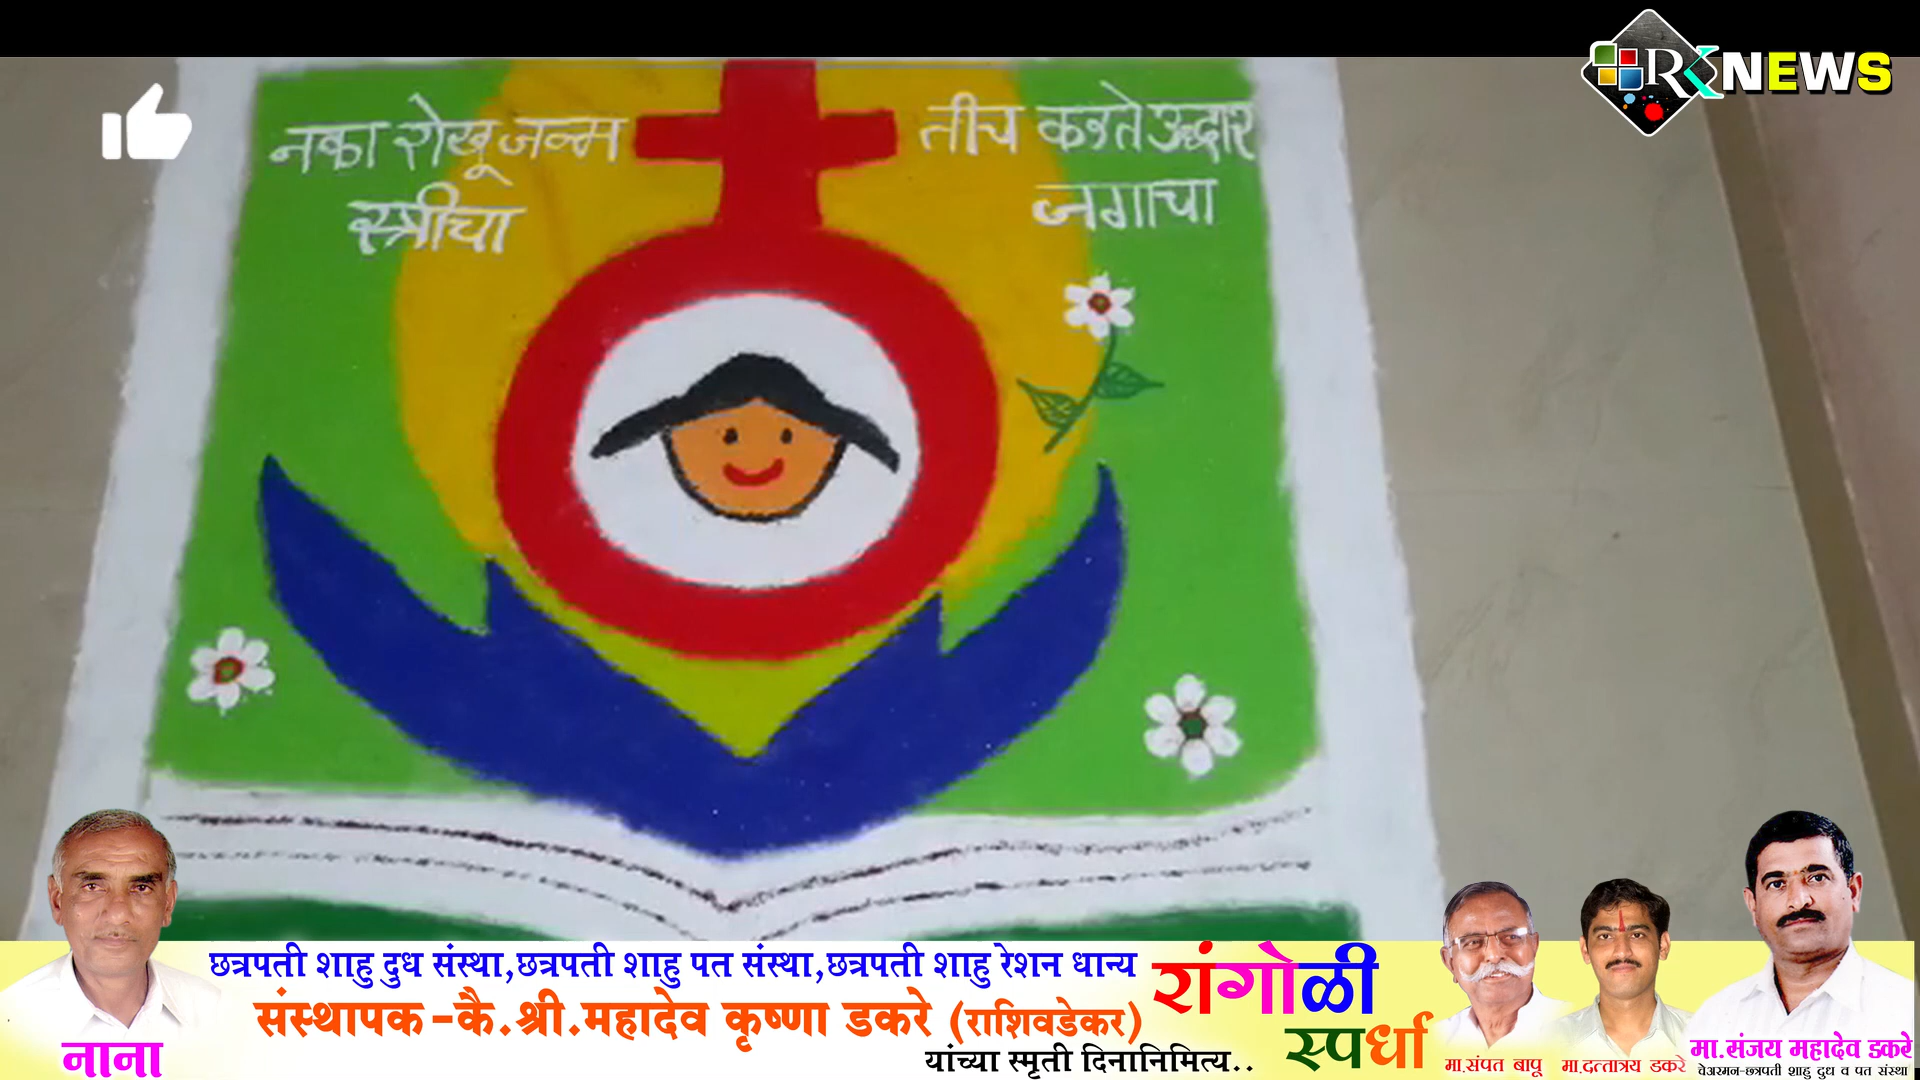 RK NEWS
नका रोखू जन्म
स्त्रीचा
तीच करते उद्धार
जगाचा
छत्रपती शाहु दुध संस्था,छत्रपती शाहु पत संस्था,छत्रपती शाहु रेशन धान्य
संस्थापक-कै.श्री.महादेव कृष्णा डकरे (राशिवडेकर)
यांच्या स्मृती दिनानिमित्य..
रांगोळी
स्पर्धा
नाना
मा.संपत बापू
मा.दत्तात्रय डकरे
मा.संजय महादेव डकरे
चेअरमन-छत्रपती शाहु दुध व पत संस्था